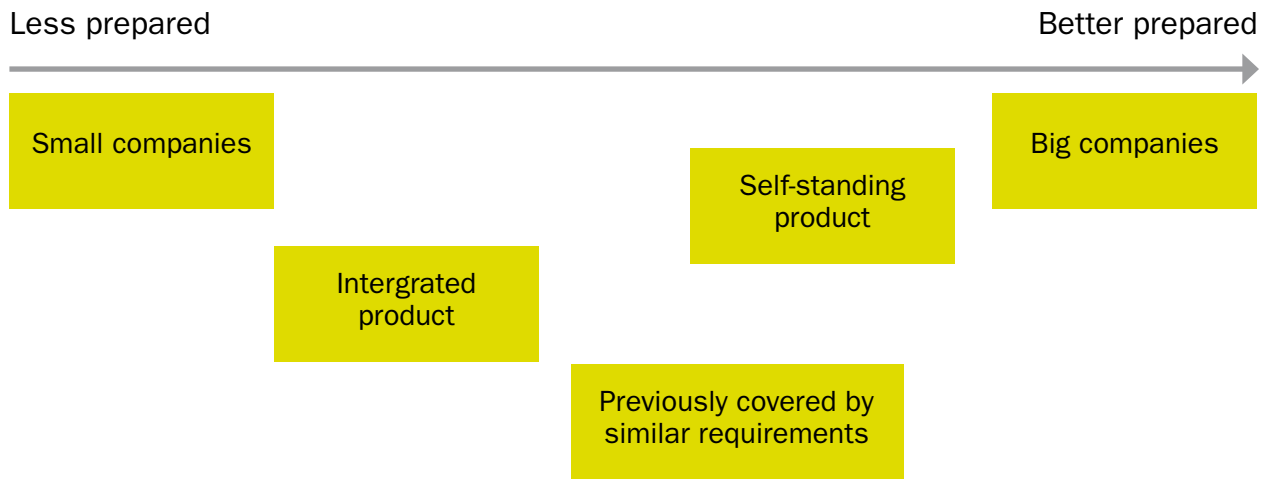 Less prepared
Better prepared
Small companies
Big companies
Self-standing
product
Intergrated
product
Previously covered by
similar requirements